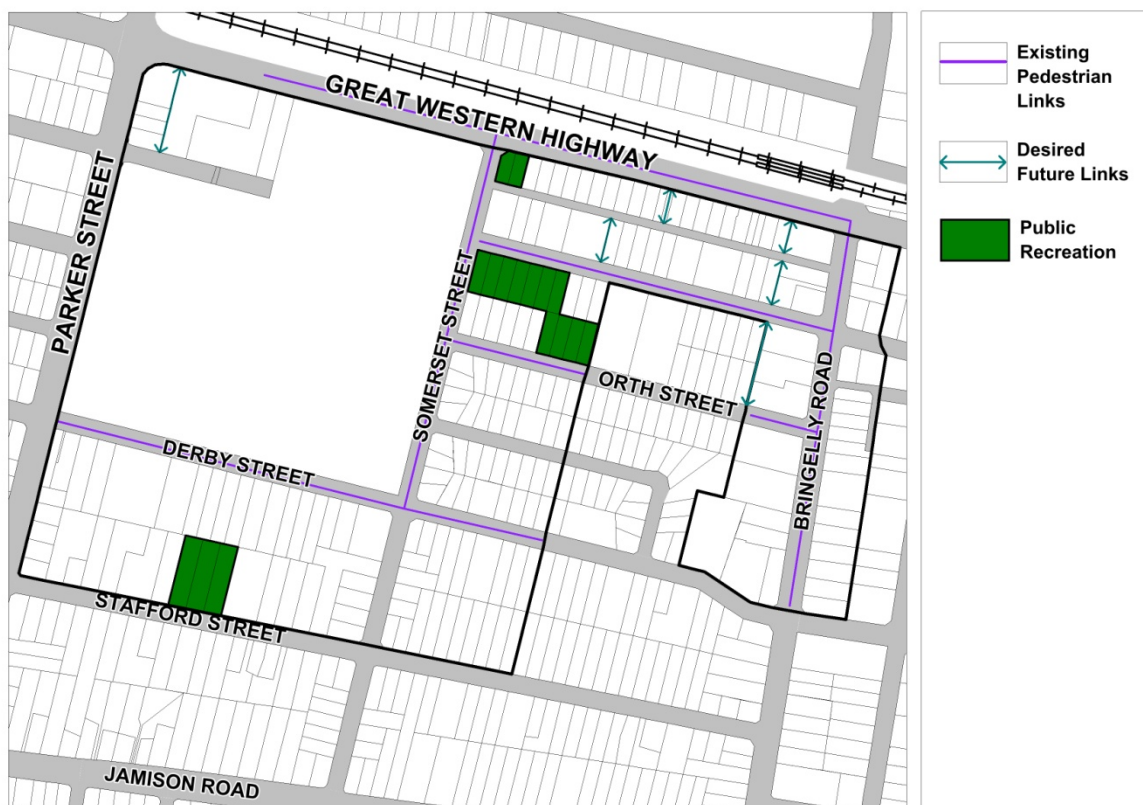 GREAT WESTERN HIGHWAY
PARKER STREET
SOMERSET STREET
ORTH STREET
BRINGELLY ROAD
DERBY STREET
STAFFORD STREET
JAMISON ROAD
Existing
Pedestrian
Links
Desired
Future Links
Public
Recreation